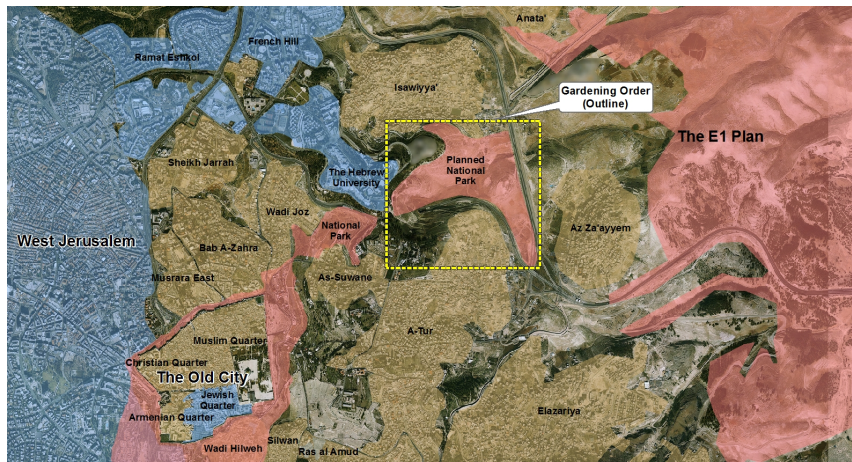 Anata'
French Hill
Ramat Eshkol
Isawiyya'
Gardening Order
(Outline)
The E1 Plan
Sheikh Jarrah
Planned
National
Park
The Hebrew
University
Wadi Joz
National
Park
Az Za'ayyem
West Jerusalem
Bab A-Zahra
Musrara East
As-Suwane
A-Tur
Muslim Quarter
Christian Quarter
The Old City
Jewish
Quarter
Armenian Quarter
Elazariya
Silwan
Wadi Hilweh
Ras al Amud